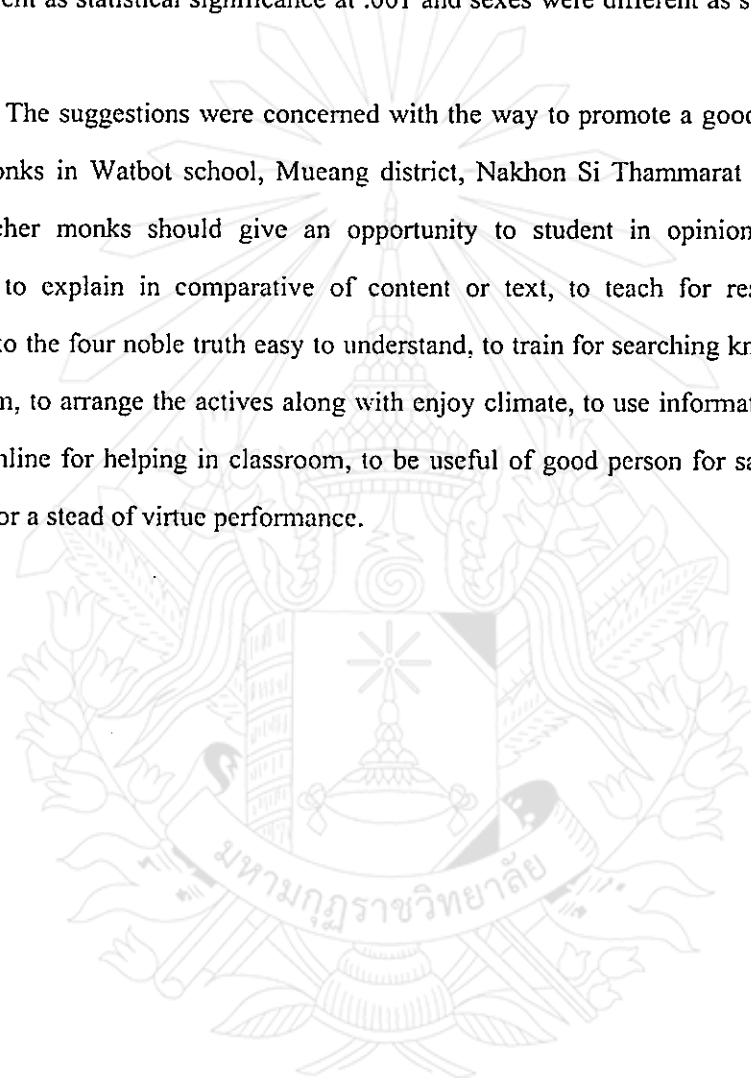 ent as statistical significance at .001 and sexes were different as s
The suggestions were concerned with the way to promote a good
onks in Watbot school, Mueang district, Nakhon Si Thammarat
cher monks should give an opportunity to student in opinion
to explain in comparative of content or text, to teach for re
to the four noble truth easy to understand, to train for searching kn
n, to arrange the actives along with enjoy climate, to use informat
nline for helping in classroom, to be useful of good person for sa
or a stead of virtue performance.
มหามกุฏราชวิทยาลัย